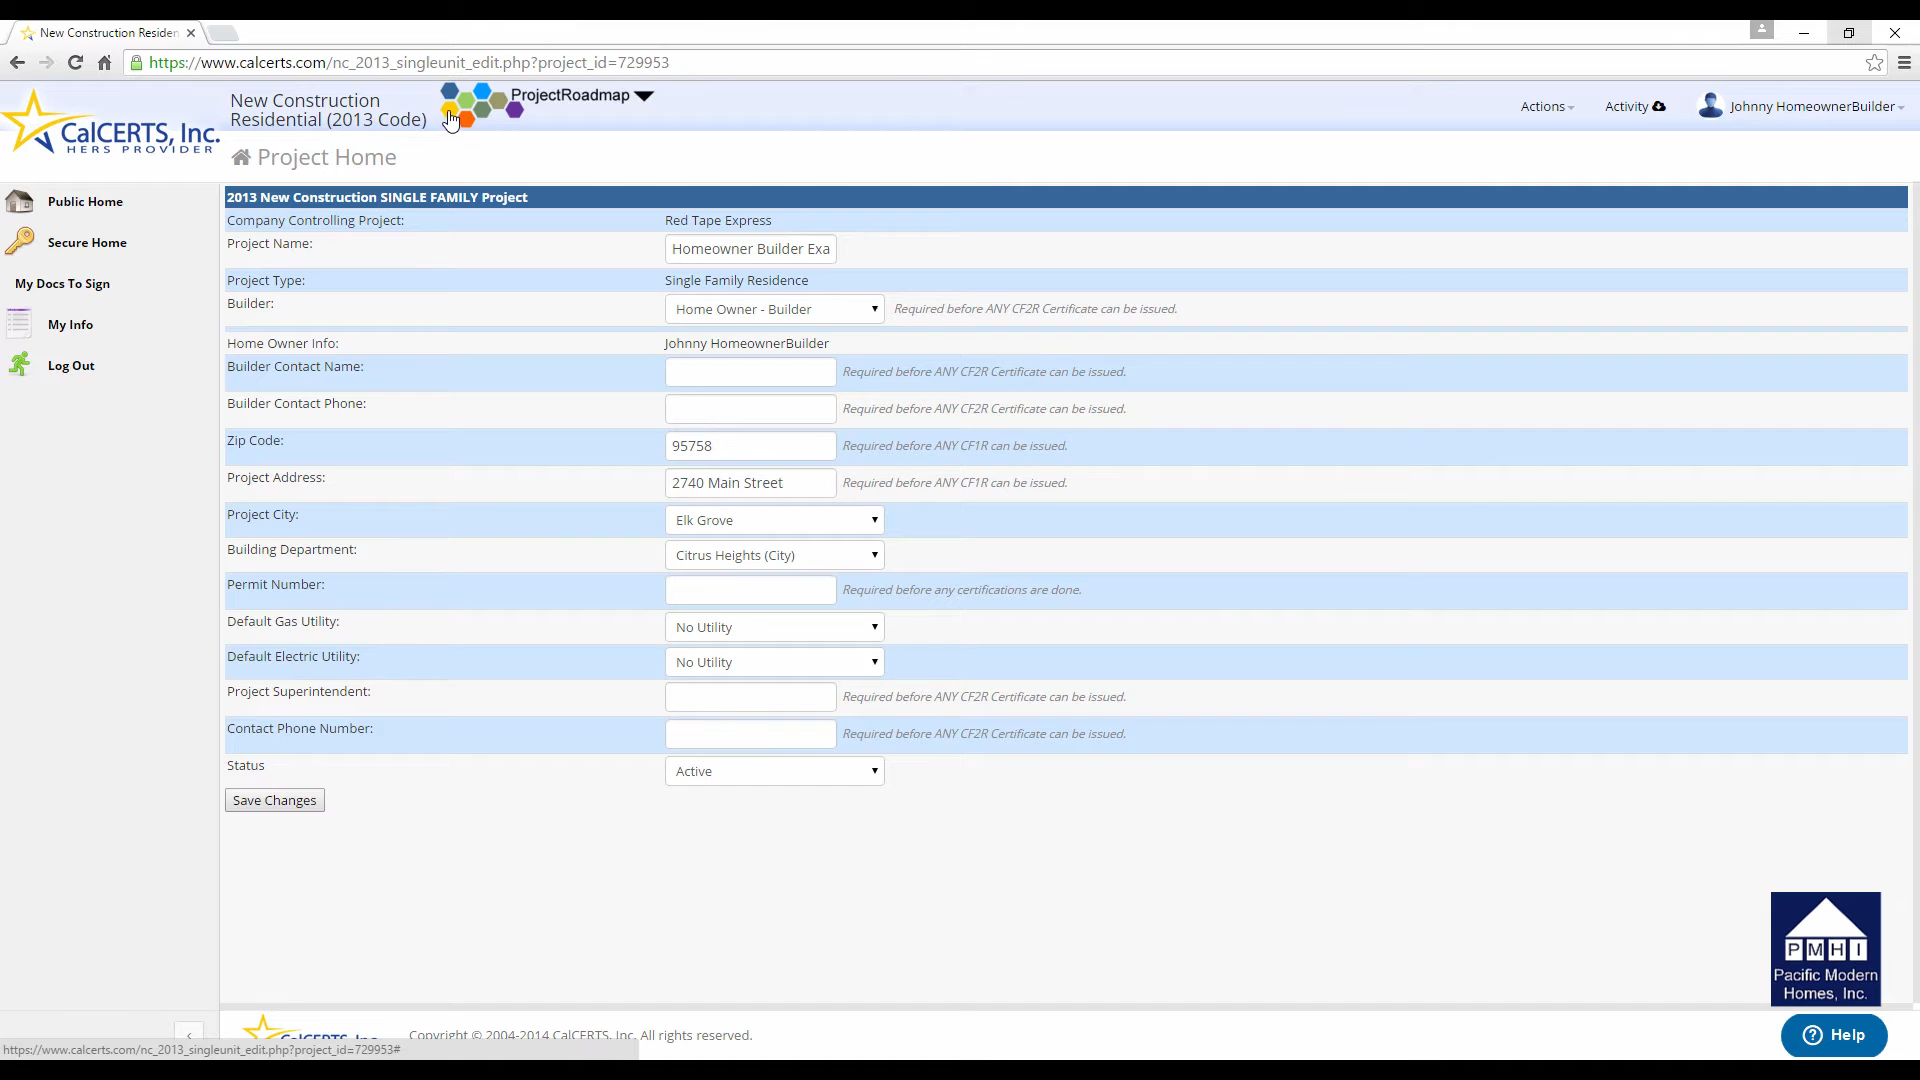 New Construction Residen
https://www.calcerts.com/nc_2013_singleunit_edit.php?project_id=729953
CalCERTS, Inc.
HERS PROVIDER
New Construction
Residential (2013 Code)
ProjectRoadmap
Actions
Activity
Johnny HomeownerBuilder
Project Home
Public Home
Secure Home
My Docs To Sign
My Info
Log Out
2013 New Construction SINGLE FAMILY Project
Company Controlling Project: Red Tape Express
Project Name: Homeowner Builder Exa
Project Type: Single Family Residence
Builder: Home Owner - Builder Required before ANY CF2R Certificate can be issued.
Home Owner Info: Johnny HomeownerBuilder
Builder Contact Name: Required before ANY CF2R Certificate can be issued.
Builder Contact Phone: Required before ANY CF2R Certificate can be issued.
Zip Code: 95758 Required before ANY CF1R can be issued.
Project Address: 2740 Main Street Required before ANY CF1R can be issued.
Project City: Elk Grove
Building Department: Citrus Heights (City)
Permit Number: Required before any certifications are done.
Default Gas Utility: No Utility
Default Electric Utility: No Utility
Project Superintendent: Required before ANY CF2R Certificate can be issued.
Contact Phone Number: Required before ANY CF2R Certificate can be issued.
Status Active
Save Changes
PMHI
Pacific Modern
Homes, Inc.
CalCERTS, Inc. Copyright © 2004-2014 CalCERTS, Inc. All rights reserved.
Help
https://www.calcerts.com/nc_2013_singleunit_edit.php?project_id=729953#